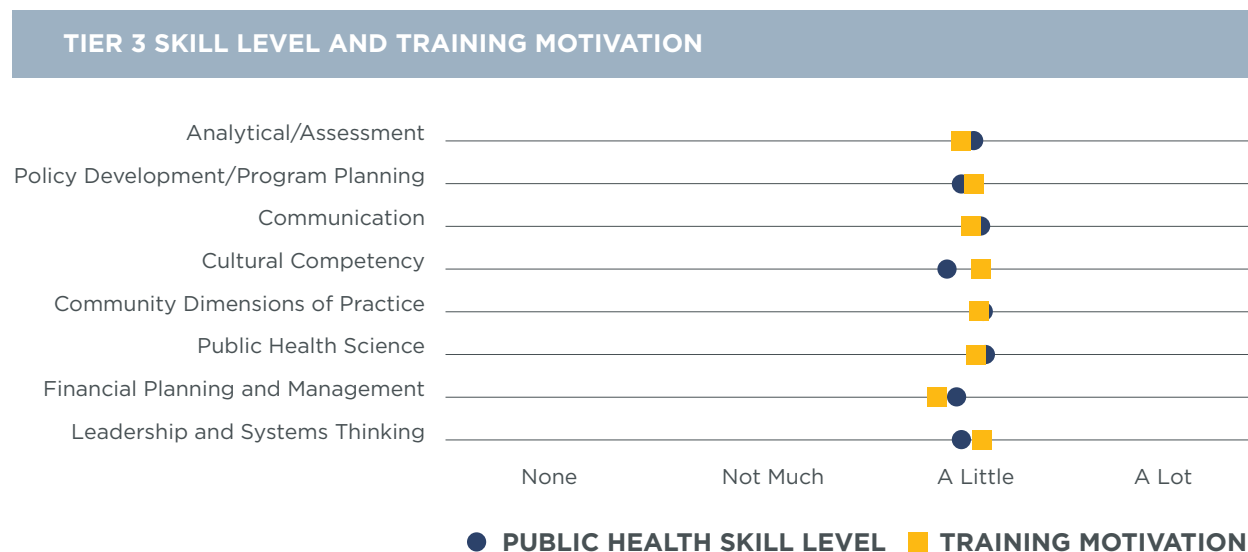 TIER 3 SKILL LEVEL AND TRAINING MOTIVATION
Analytical/Assessment
Policy Development/Program Planning
Communication
Cultural Competency
Community Dimensions of Practice
Public Health Science
Financial Planning and Management
Leadership and Systems Thinking
None Not Much A Little A Lot
PUBLIC HEALTH SKILL LEVEL TRAINING MOTIVATION